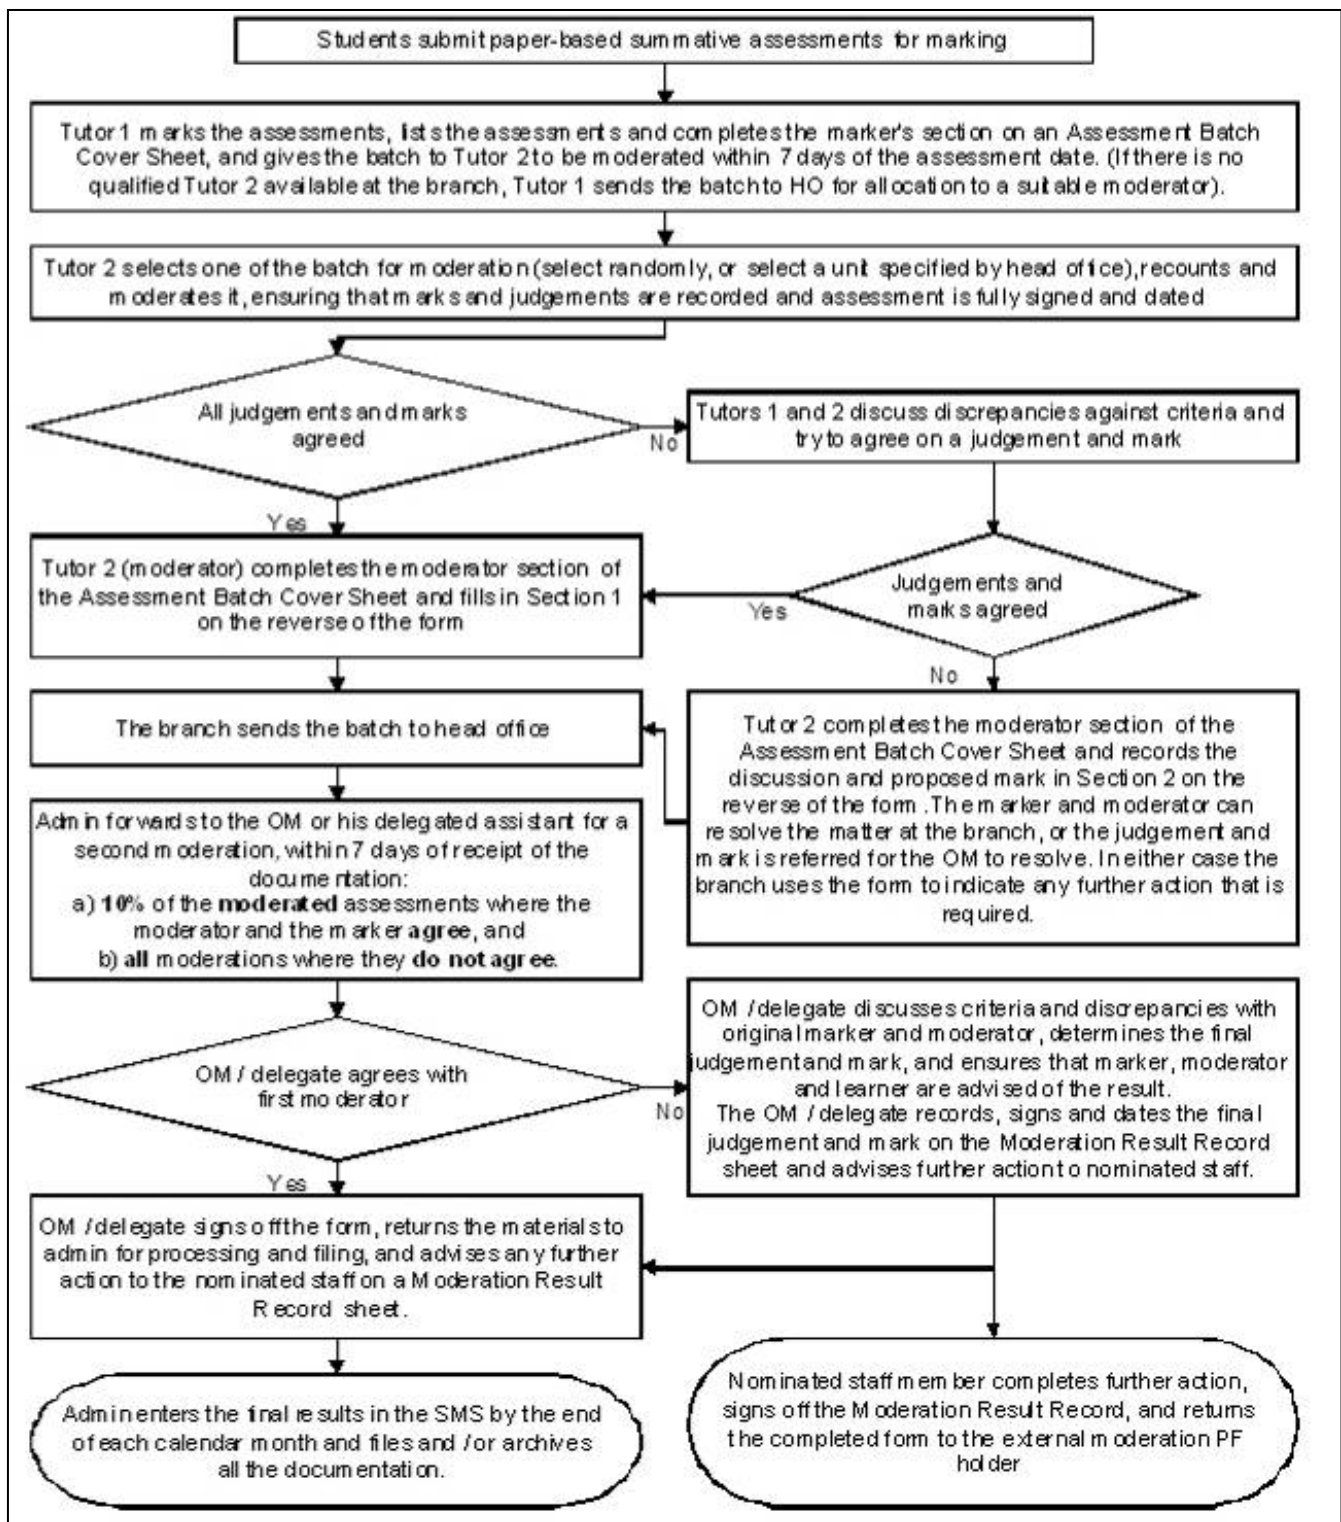 Students submit paper-based summative assessments for marking
Tutor 1 marks the assessments, lists the assessments and completes the marker's section on an Assessment Batch
Cover Sheet, and gives the batch to Tutor 2 to be moderated within 7 days of the assessment date. (If there is no
qualified Tutor 2 available at the branch, Tutor 1 sends the batch to HO for allocation to a suitable moderator).
Tutor 2 selects one of the batch for moderation (select randomly, or select a unit specified by head office), recounts and
moderates it, ensuring that marks and judgements are recorded and assessment is fully signed and dated
All judgements and marks
agreed
No
Tutors 1 and 2 discuss discrepancies against criteria and
try to agree on a judgement and mark
Yes
Tutor 2 (moderator) completes the moderator section of
the Assessment Batch Cover Sheet and fills in Section 1
on the reverse of the form
Judgements and
marks agreed
Yes
No
The branch sends the batch to head office
Tutor 2 completes the moderator section of the
Assessment Batch Cover Sheet and records the
discussion and proposed mark in Section 2 on the
reverse of the form. The marker and moderator can
resolve the matter at the branch, or the judgement and
mark is referred for the OM to resolve. In either case the
branch uses the form to indicate any further action that is
required.
Admin forwards to the OM or his delegated assistant for a
second moderation, within 7 days of receipt of the
documentation:
a) 10% of the moderated assessments where the
moderator and the marker agree, and
b) all moderations where they do not agree.
OM / delegate agrees with
first moderator
No
OM / delegate discusses criteria and discrepancies with
original marker and moderator, determines the final
judgement and mark, and ensures that marker, moderator
and learner are advised of the result.
The OM / delegate records, signs and dates the final
judgement and mark on the Moderation Result Record
sheet and advises further action to nominated staff.
Yes
OM / delegate signs off the form, returns the materials to
admin for processing and filing, and advises any further
action to the nominated staff on a Moderation Result
Record sheet.
Admin enters the final results in the SMS by the end
of each calendar month and files and / or archives
all the documentation.
Nominated staff member completes further action,
signs off the Moderation Result Record, and returns
the completed form to the external moderation PF
holder